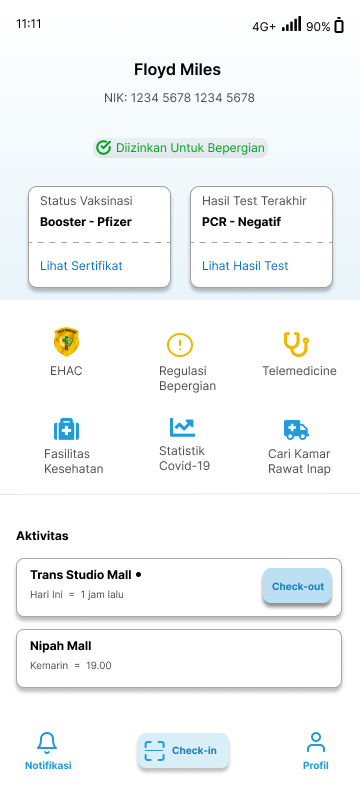 11:11
4G+ 90%
Floyd Miles
NIK: 1234 5678 1234 5678
Diizinkan Untuk Bepergian
Status Vaksinasi
Booster - Pfizer
Lihat Sertifikat
Hasil Test Terakhir
PCR - Negatif
Lihat Hasil Test
EHAC
Regulasi
Bepergian
Telemedicine
Fasilitas
Kesehatan
Statistik
Covid-19
Cari Kamar
Rawat Inap
Aktivitas
Trans Studio Mall •
Hari Ini = 1 jam lalu
Check-out
Nipah Mall
Kemarin = 19.00
Notifikasi
Check-in
Profil